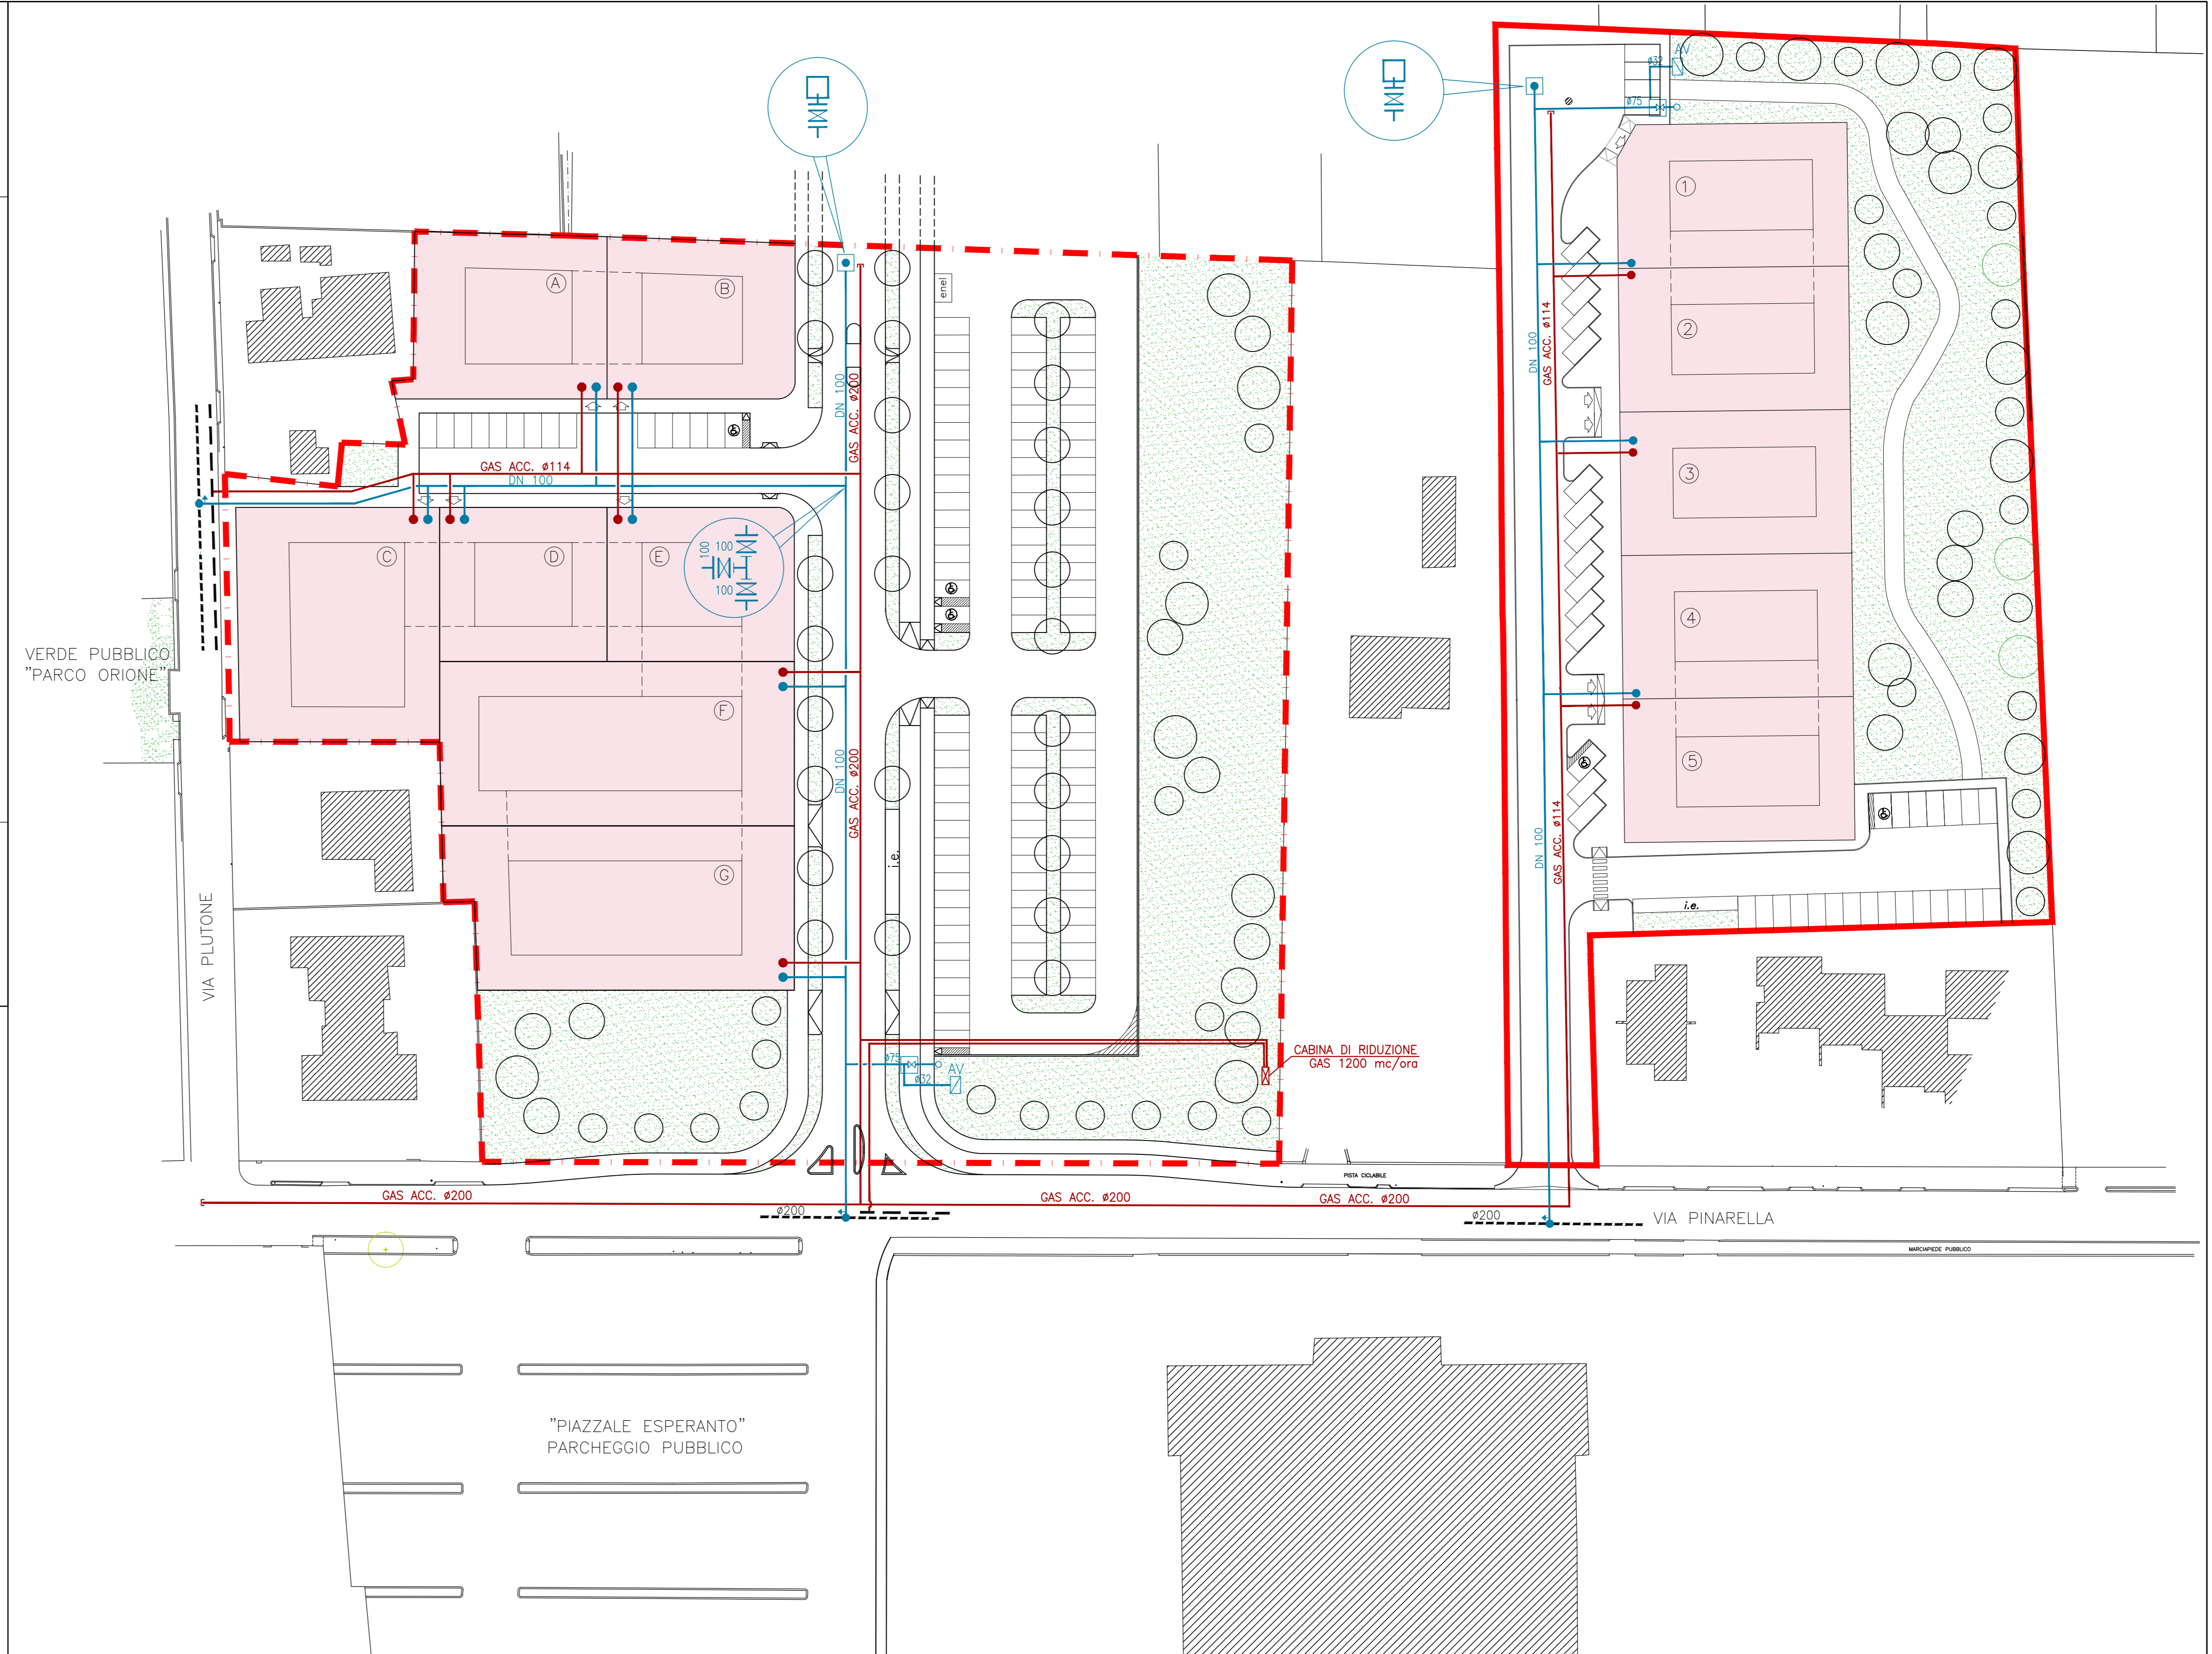 AV
ø32
ø75
1
A
B
enel
2
DN 100
GAS ACC. ø114
DN 100
GAS ACC. ø200
GAS ACC. ø114
DN 100
3
C
D
E
100
100
100
4
VERDE PUBBLICO
"PARCO ORIONE"
F
5
DN 100
GAS ACC. ø200
DN 100
GAS ACC. ø114
i.e.
G
i.e.
VIA PLUTONE
CABINA DI RIDUZIONE
GAS 1200 mc/ora
ø75
AV
ø32
PISTA CICLABILE
GAS ACC. ø200
GAS ACC. ø200
GAS ACC. ø200
ø200
ø200
VIA PINARELLA
MARCIAPIEDE PUBBLICO
"PIAZZALE ESPERANTO"
PARCHEGGIO PUBBLICO